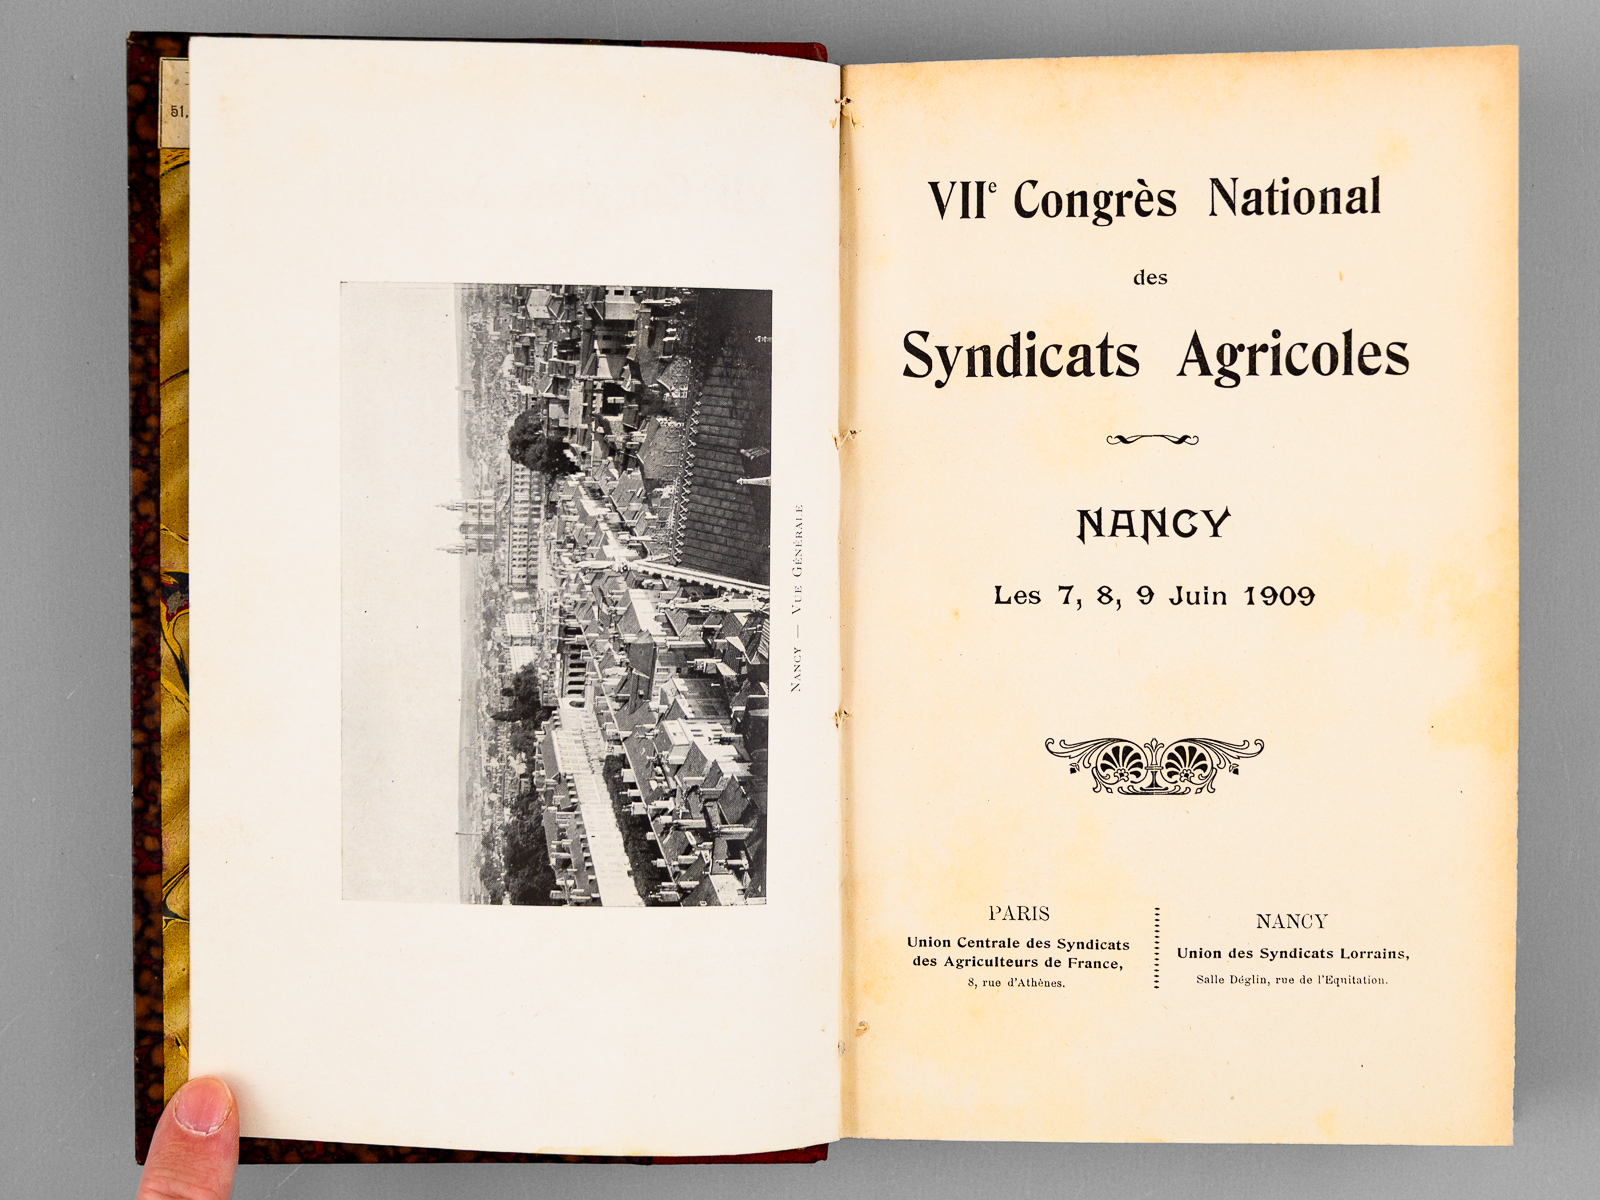 51,
NANCY — VUE GÉNÉRALE
VIIe Congrès National
des
Syndicats Agricoles
NANCY
Les 7, 8, 9 Juin 1909
PARIS
Union Centrale des Syndicats
des Agriculteurs de France,
8, rue d'Athènes.
NANCY
Union des Syndicats Lorrains,
Salle Déglin, rue de l'Equitation.